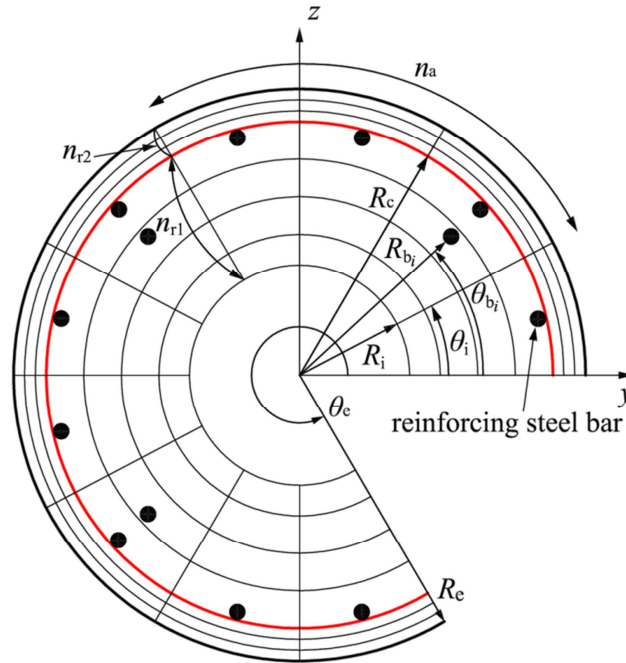 z
n_a
n_r2
R_c
n_r1
R_bi
θ_bi
R_i
θ_i
y
θ_e
reinforcing steel bar
R_e